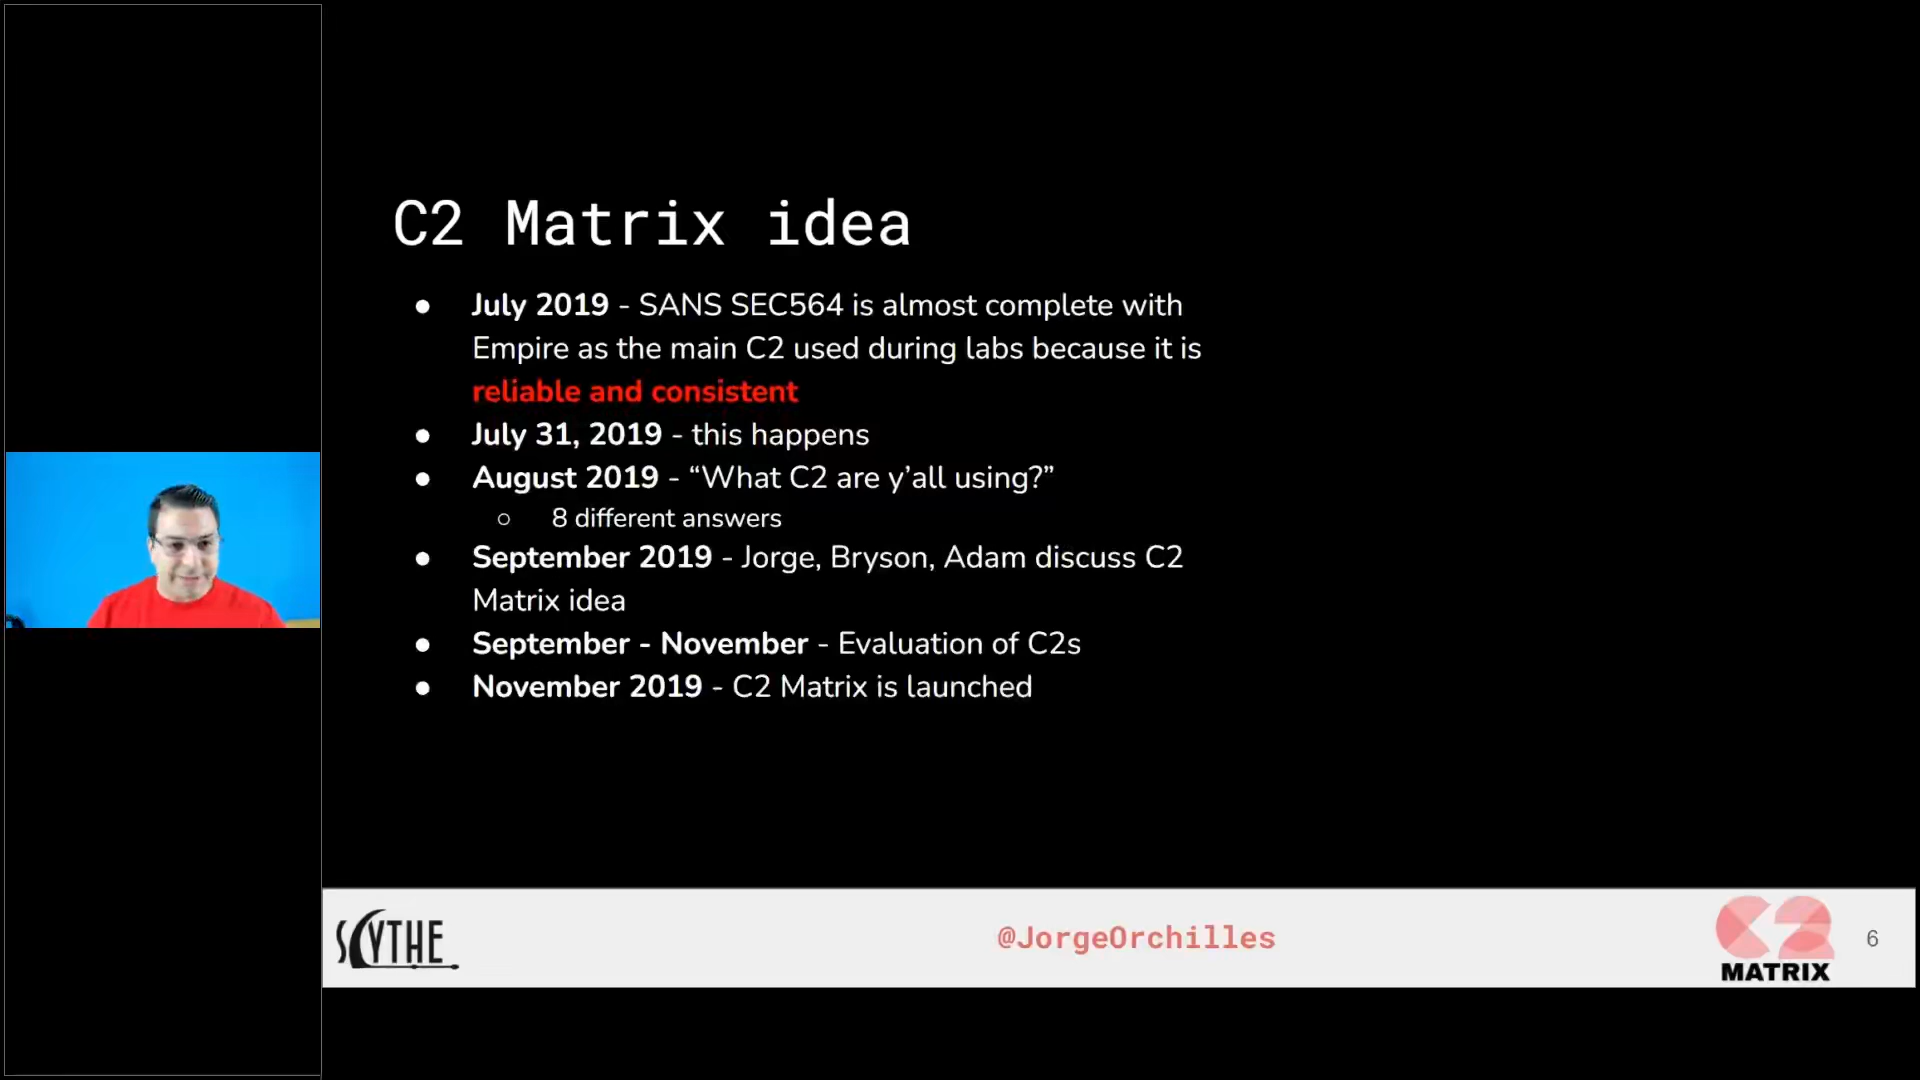 C2 Matrix idea
● July 2019 - SANS SEC564 is almost complete with
Empire as the main C2 used during labs because it is
reliable and consistent
● July 31, 2019 - this happens
● August 2019 - “What C2 are y’all using?”
○ 8 different answers
● September 2019 - Jorge, Bryson, Adam discuss C2
Matrix idea
● September - November - Evaluation of C2s
● November 2019 - C2 Matrix is launched
SCYTHE
@JorgeOrchilles
C2
MATRIX
6